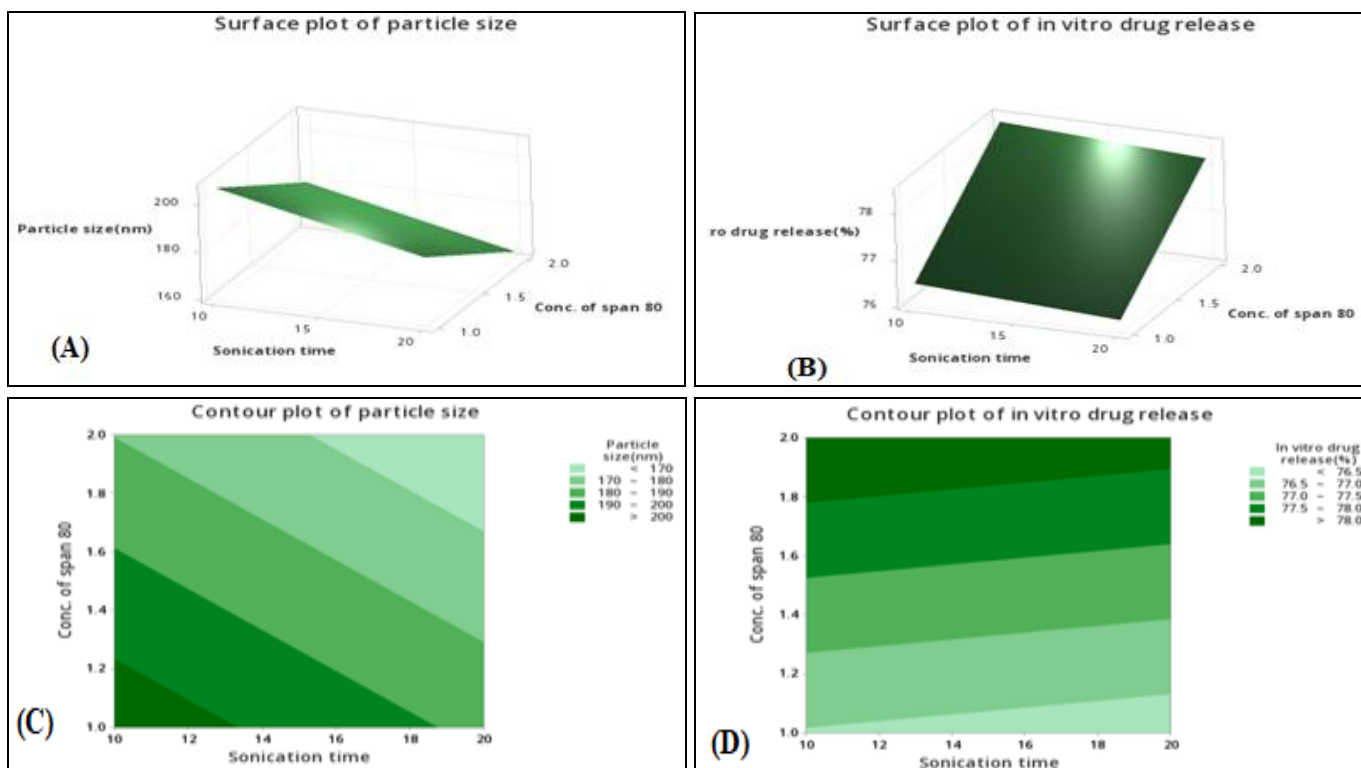 Surface plot of particle size
200
Particle size(nm)
180
160
10
15
20
Sonication time
2.0
1.5
1.0
Conc. of span 80
(A)
Surface plot of in vitro drug release
78
ro drug release(%)
77
76
10
15
20
Sonication time
2.0
1.5
1.0
Conc. of span 80
(B)
Contour plot of particle size
Particle
size(nm)
< 170
170 – 180
180 – 190
190 – 200
> 200
2.0
1.8
1.6
1.4
1.2
1.0
Conc. of span 80
10 12 14 16 18 20
Sonication time
(C)
Contour plot of in vitro drug release
In vitro drug
release(%)
< 76.5
76.5 – 77.0
77.0 – 77.5
77.5 – 78.0
> 78.0
2.0
1.8
1.6
1.4
1.2
1.0
Conc. of span 80
10 12 14 16 18 20
Sonication time
(D)